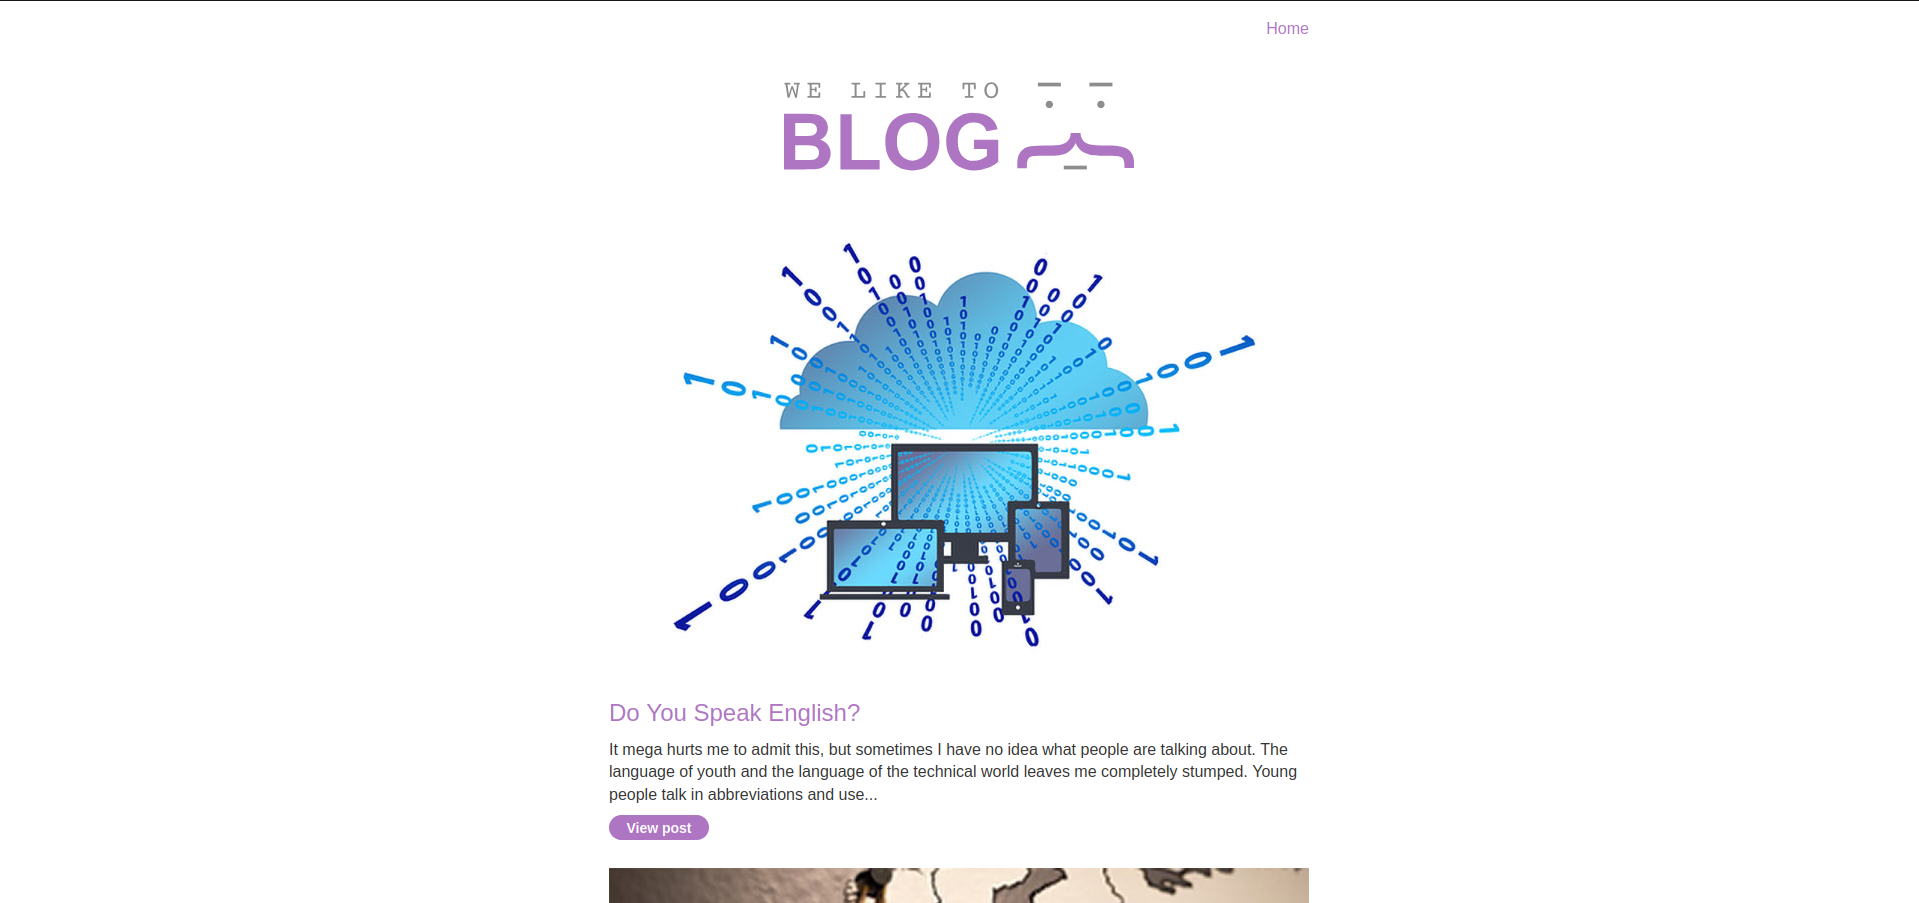 Home
WE LIKE TO
BLOG
Do You Speak English?
It mega hurts me to admit this, but sometimes I have no idea what people are talking about. The
language of youth and the language of the technical world leaves me completely stumped. Young
people talk in abbreviations and use...
View post